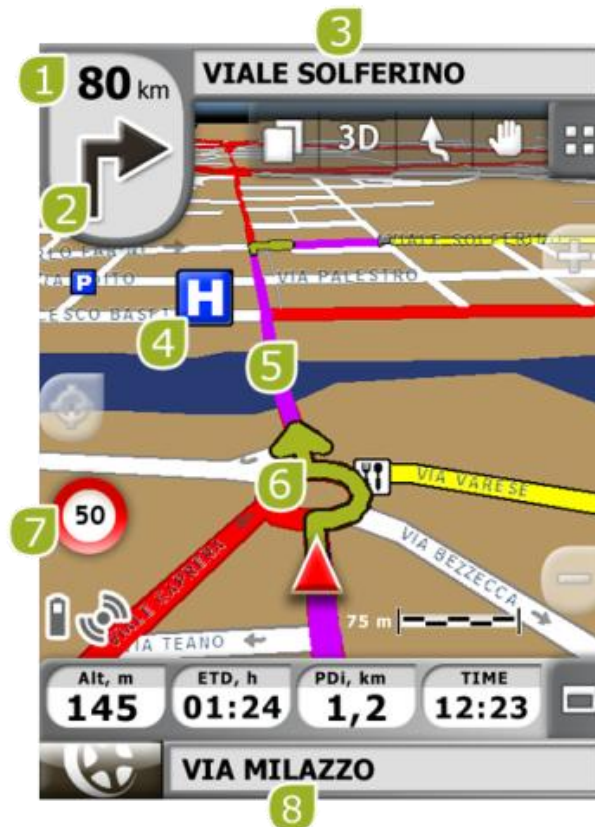 3
1 80 km
VIALE SOLFERINO
3D
2
VIALE SOLFERINO
P
VIA PALESTRO
H
4
5
6
VIA VARESE
7 50
VIA BEZZECCA
75 m
VIA TEANO
Alt, m ETD, h PDi, km TIME
145 01:24 1,2 12:23
VIA MILAZZO
8